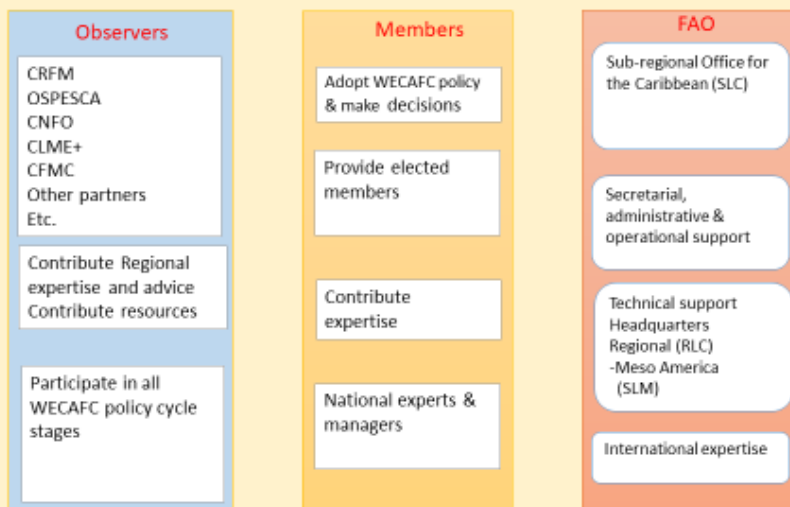 Observers
CRFM
OSPESCA
CNFO
CLME+
CFMC
Other partners
Etc.
Contribute Regional
expertise and advice
Contribute resources
Participate in all
WECAFC policy cycle
stages
Members
Adopt WECAFC policy
& make decisions
Provide elected
members
Contribute
expertise
National experts &
managers
FAO
Sub-regional Office for
the Caribbean (SLC)
Secretarial,
administrative &
operational support
Technical support
Headquarters
Regional (RLC)
-Meso America
(SLM)
International expertise